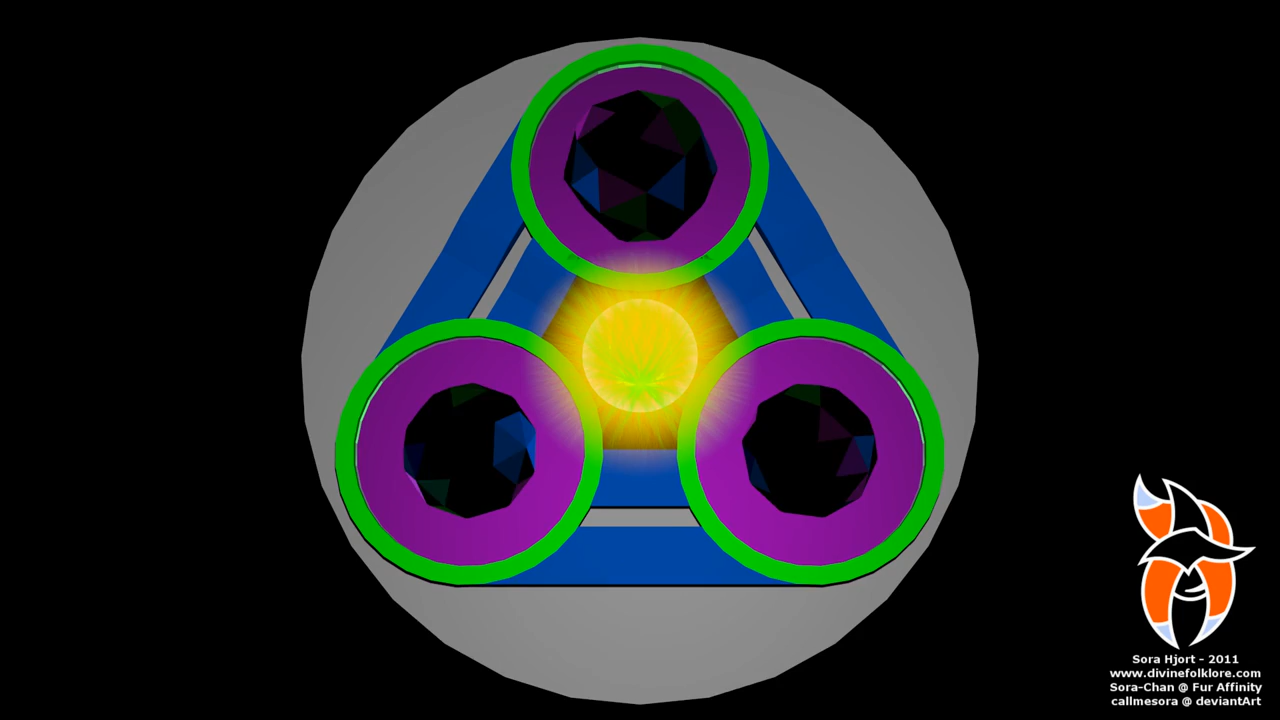 Sora Hjort - 2011
www.divinefolklore.com
Sora-Chan @ Fur Affinity
callmesora @ deviantArt